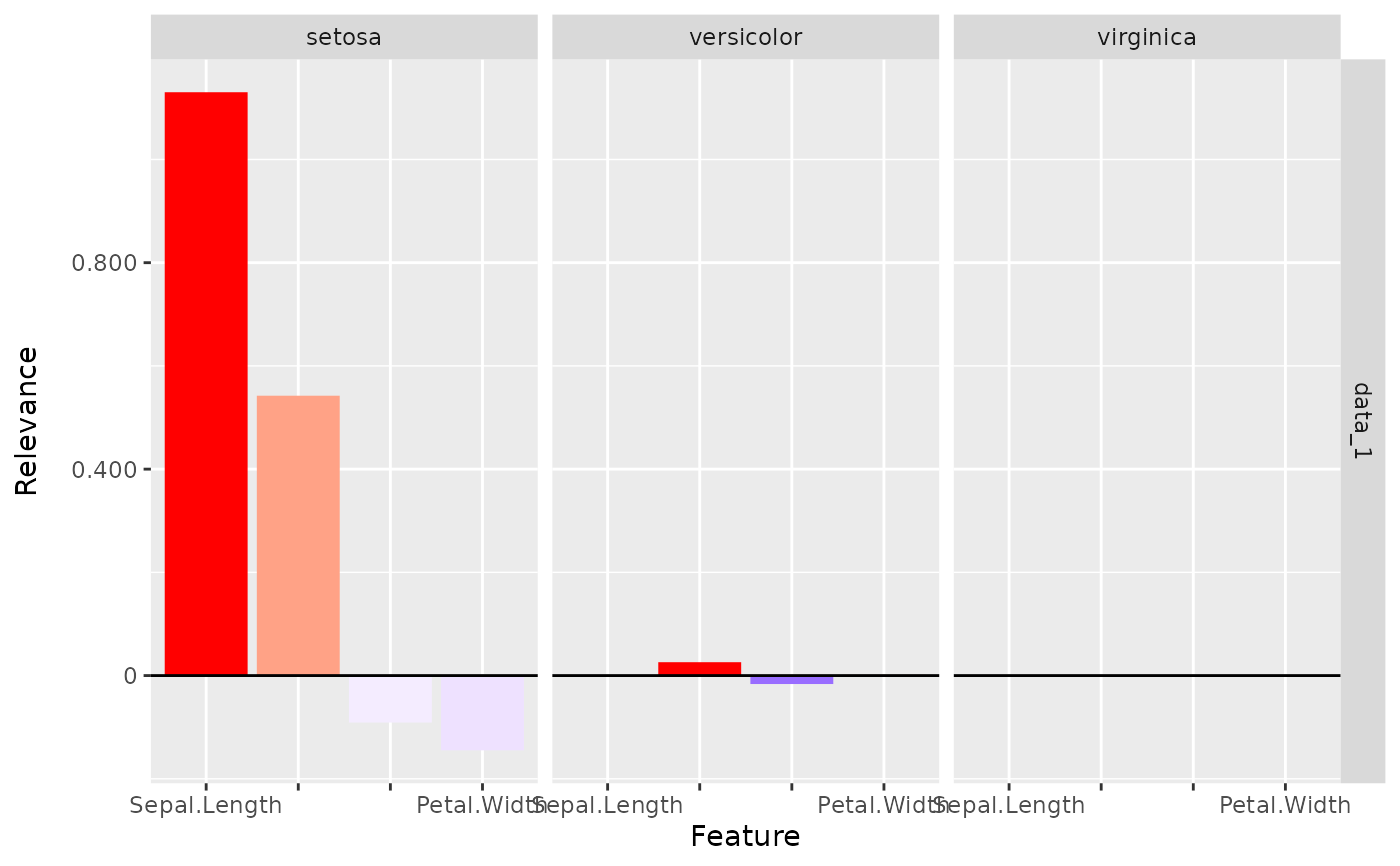 setosa versicolor virginica
0.800
0.400
0
Relevance
data_1
Sepal.Length Petal.Width Sepal.Length Petal.Width Sepal.Length Petal.Width
Feature